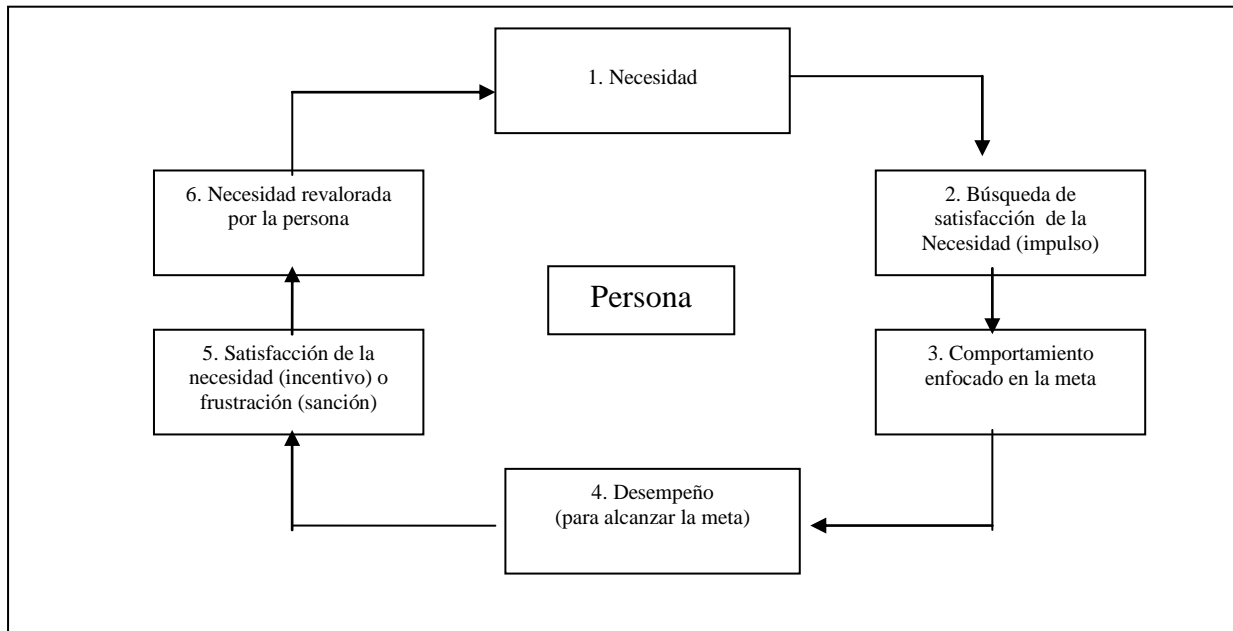 1. Necesidad
2. Búsqueda de
satisfacción de la
Necesidad (impulso)
3. Comportamiento
enfocado en la meta
4. Desempeño
(para alcanzar la meta)
5. Satisfacción de la
necesidad (incentivo) o
frustración (sanción)
6. Necesidad revalorada
por la persona
Persona